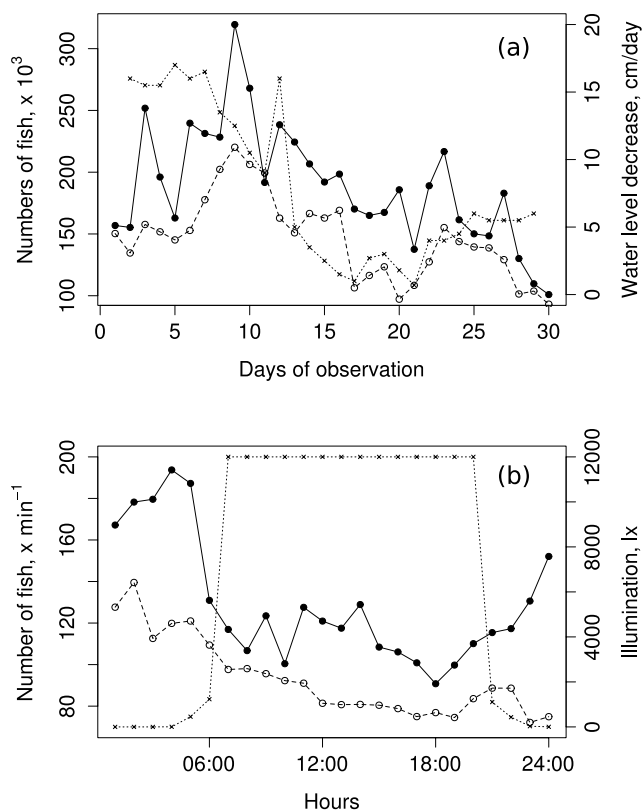 (a)
Numbers of fish, x 10³
300
250
200
150
100
Water level decrease, cm/day
20
15
10
5
0
0 5 10 15 20 25 30
Days of observation
(b)
Number of fish, x min⁻¹
200
160
120
80
Illumination, lx
12000
8000
4000
0
06:00 12:00 18:00 24:00
Hours